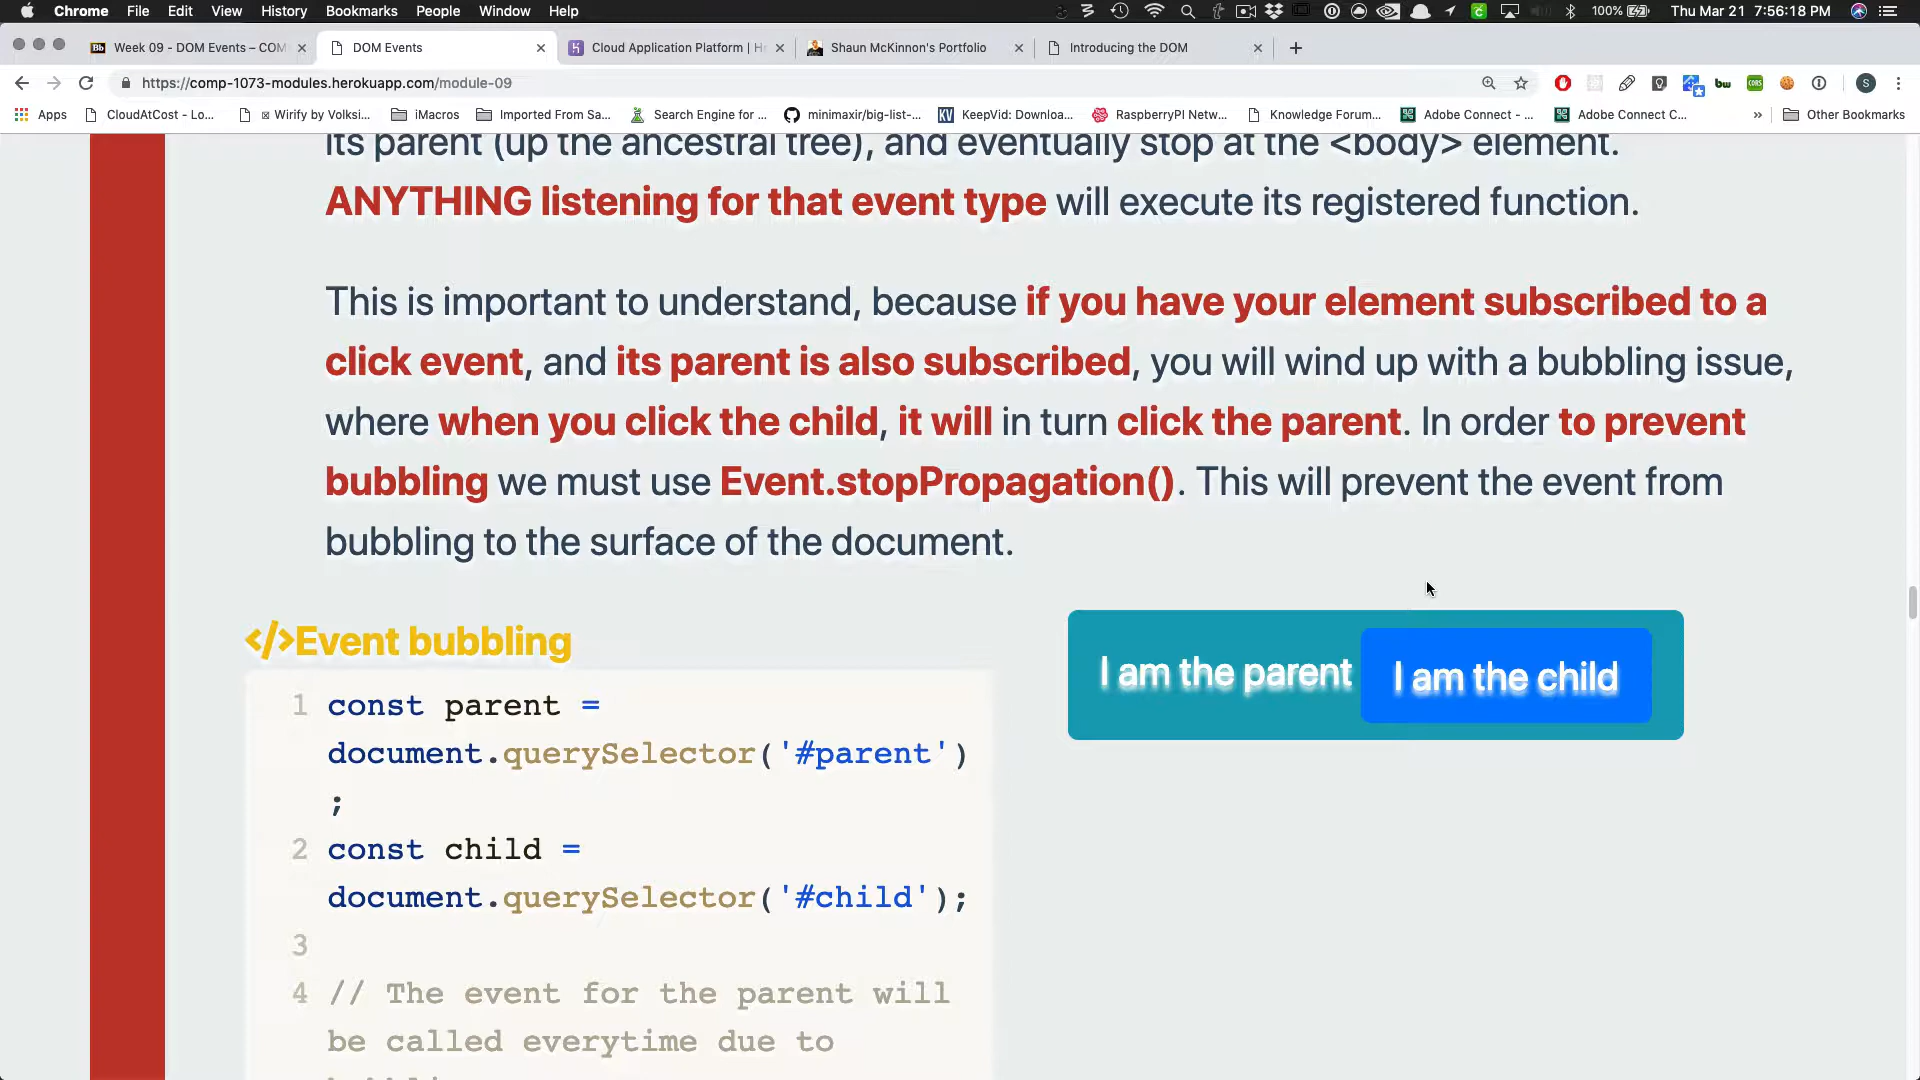 Chrome File Edit View History Bookmarks People Window Help 100% Thu Mar 21 7:56:18 PM
Week 09 - DOM Events – COM DOM Events Cloud Application Platform | H Shaun McKinnon's Portfolio Introducing the DOM
https://comp-1073-modules.herokuapp.com/module-09
Apps CloudAtCost - Lo... Wirify by Volksi... iMacros Imported From Sa... Search Engine for ... minimaxir/big-list-... KeepVid: Downloa... RaspberryPI Netw... Knowledge Forum... Adobe Connect - ... Adobe Connect C... » Other Bookmarks
its parent (up the ancestral tree), and eventually stop at the <body> element.
ANYTHING listening for that event type will execute its registered function.
This is important to understand, because if you have your element subscribed to a
click event, and its parent is also subscribed, you will wind up with a bubbling issue,
where when you click the child, it will in turn click the parent. In order to prevent
bubbling we must use Event.stopPropagation(). This will prevent the event from
bubbling to the surface of the document.
</>Event bubbling
1 const parent =
document.querySelector('#parent')
;
2 const child =
document.querySelector('#child');
3
4 // The event for the parent will
be called everytime due to
I am the parent I am the child